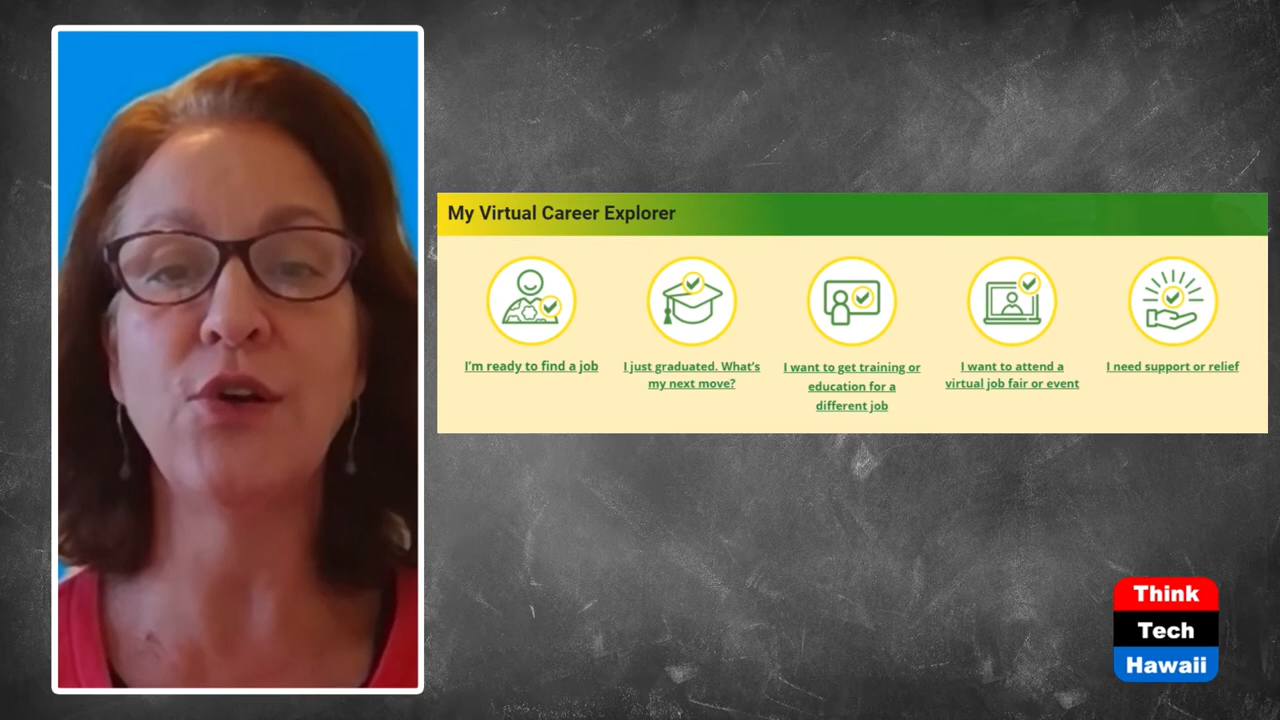 My Virtual Career Explorer
I'm ready to find a job
I just graduated. What's
my next move?
I want to get training or
education for a
different job
I want to attend a
virtual job fair or event
I need support or relief
Think
Tech
Hawaii